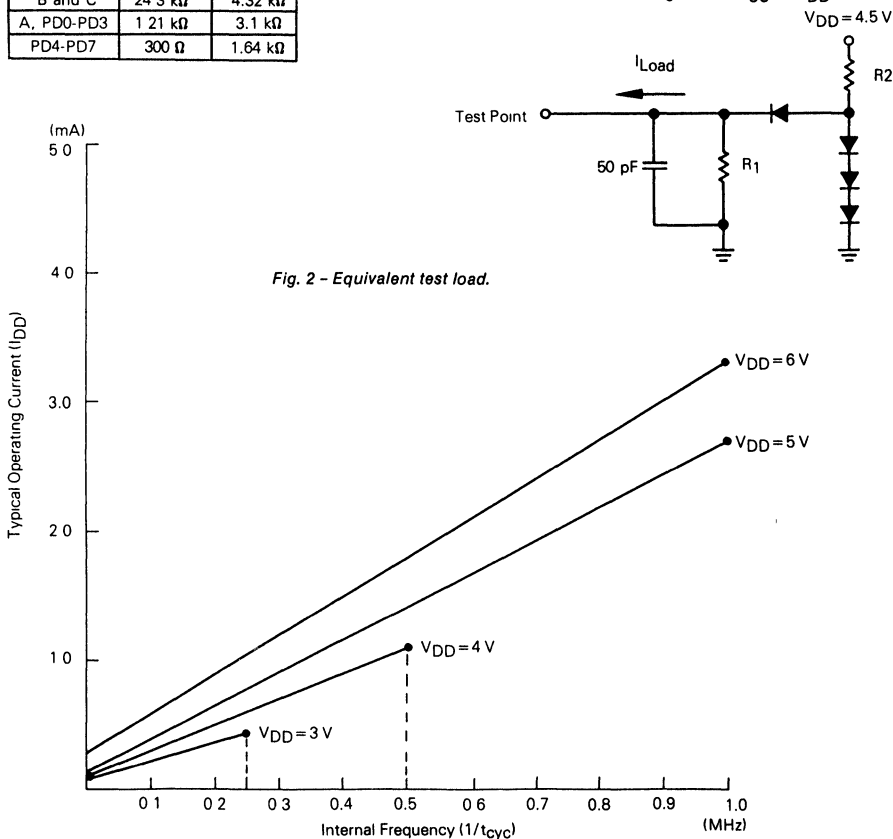 B and C 24 3 kΩ 4.32 kΩ
A, PD0-PD3 1 21 kΩ 3.1 kΩ
PD4-PD7 300 Ω 1.64 kΩ
VDD = 4.5 V
R2
ILoad
Test Point
50 pF
R1
Fig. 2 – Equivalent test load.
(mA)
5 0
4 0
3.0
2 0
1 0
Typical Operating Current (IDD)
VDD = 6 V
VDD = 5 V
VDD = 4 V
VDD = 3 V
0 1 0 2 0 3 0.4 0.5 0.6 0.7 0.8 0.9 1.0
(MHz)
Internal Frequency (1/tcyc)